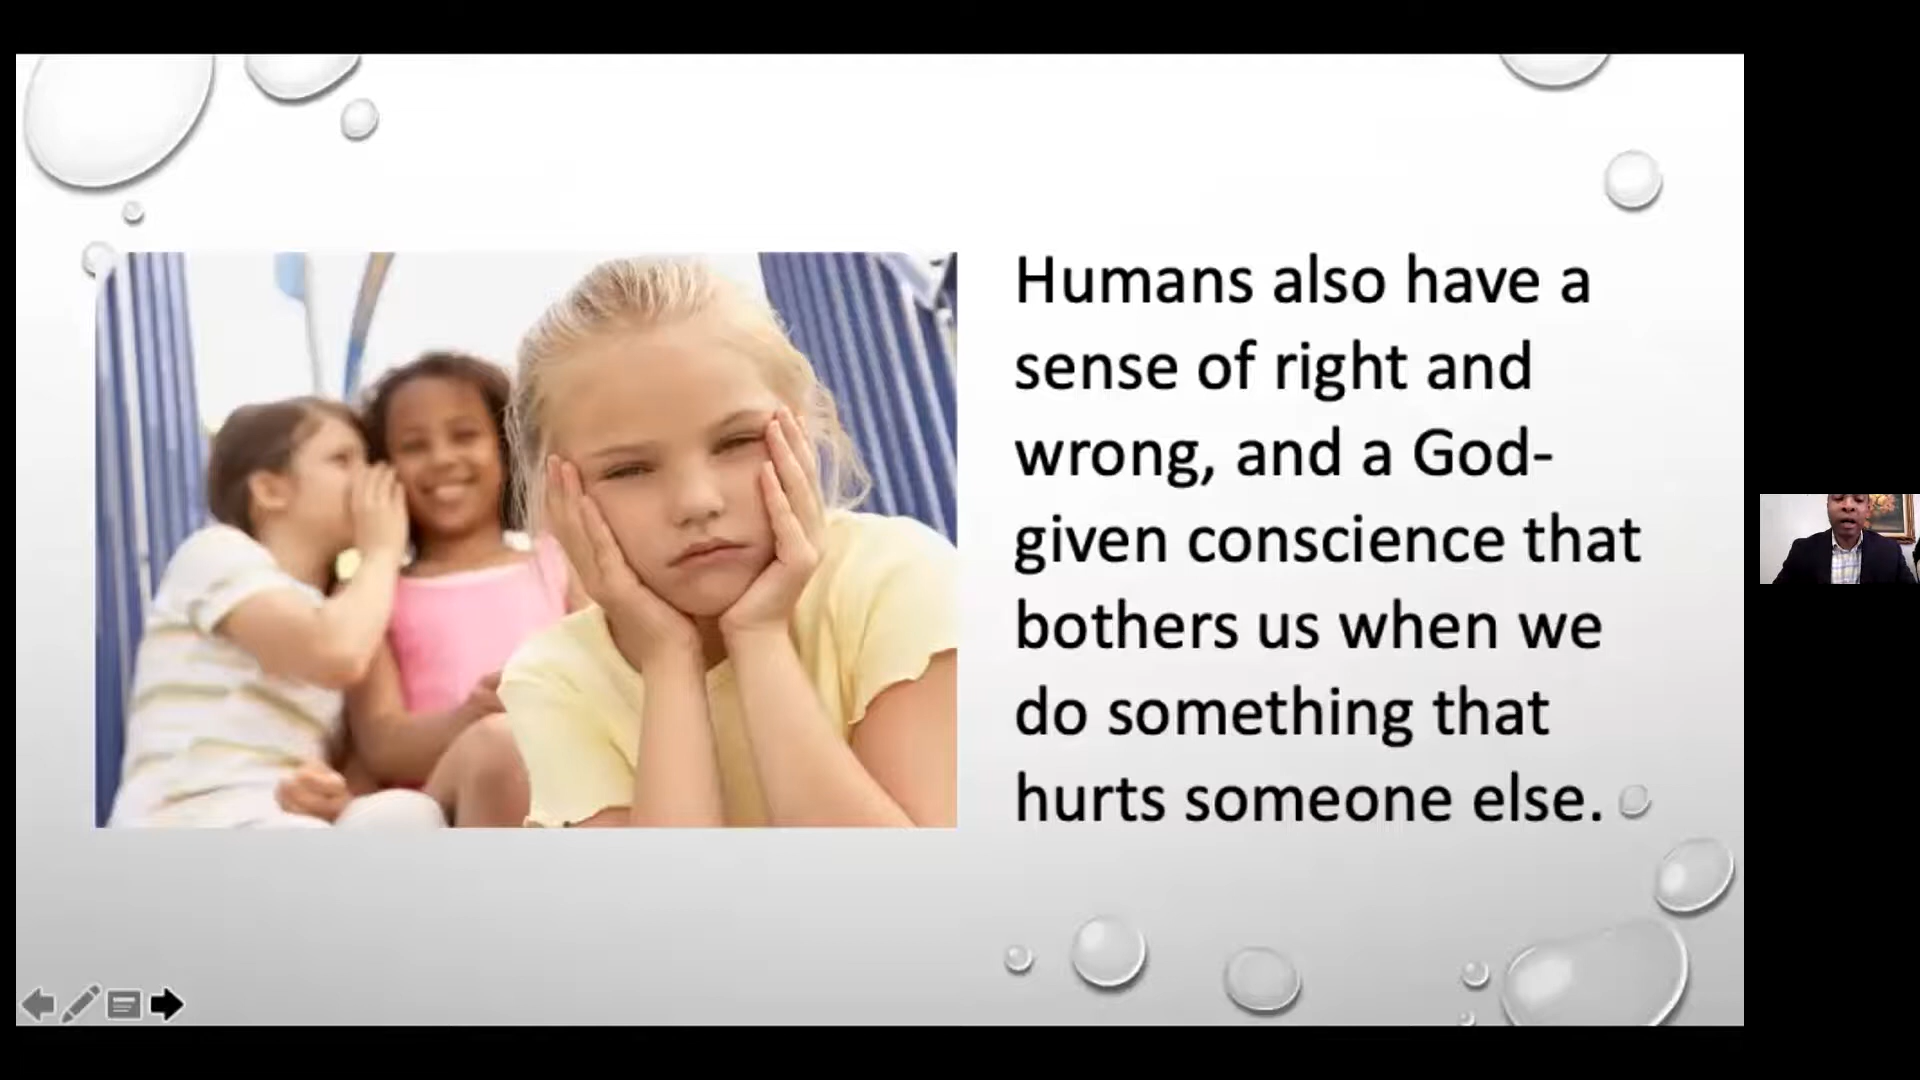 Humans also have a
sense of right and
wrong, and a God-
given conscience that
bothers us when we
do something that
hurts someone else.